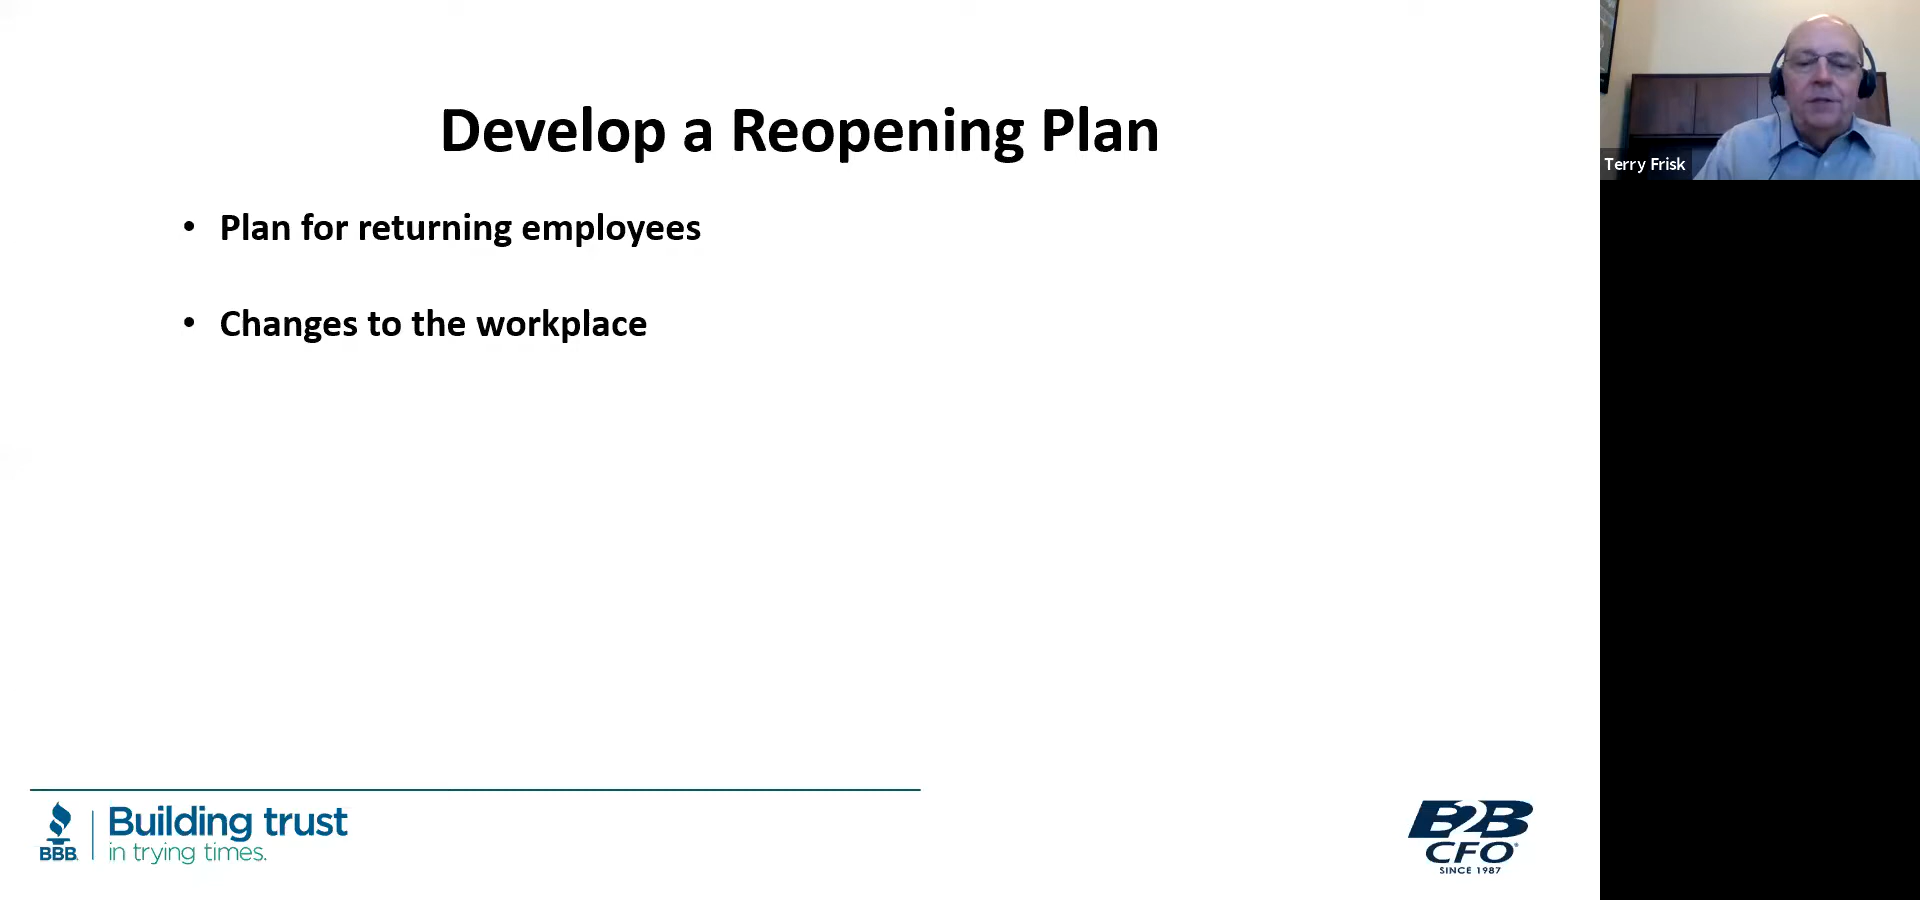 Develop a Reopening Plan
• Plan for returning employees
• Changes to the workplace
Terry Frisk
BBB
Building trust
in trying times.
B2B
CFO®
SINCE 1987